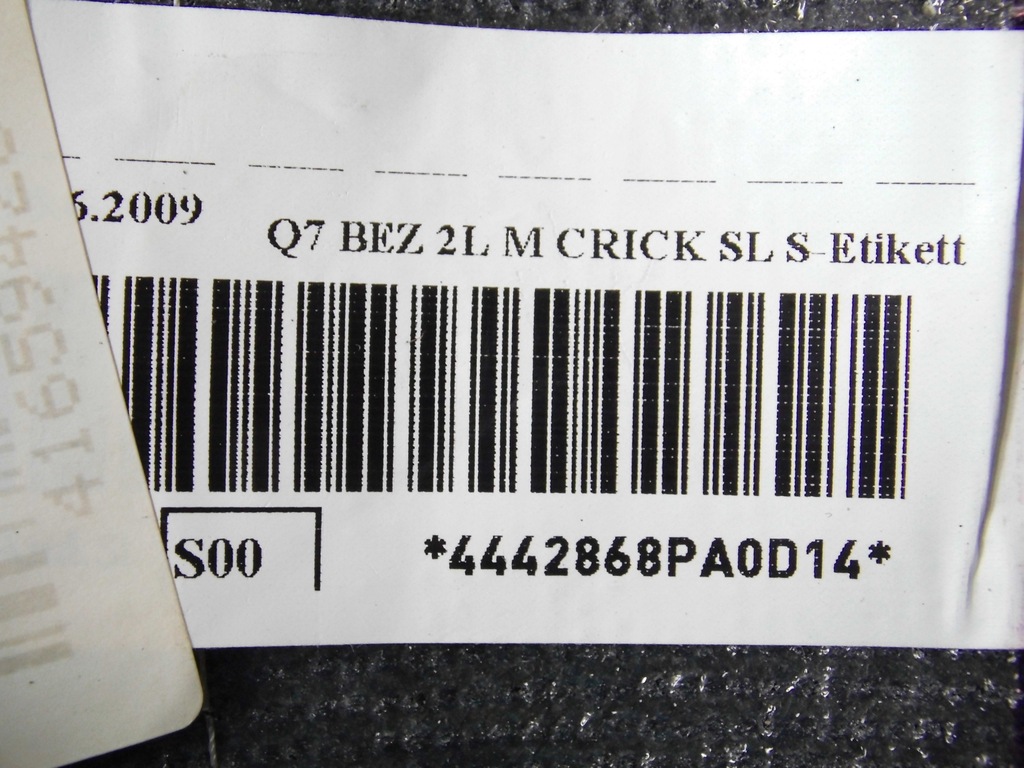 6.2009
Q7 BEZ 2L M CRICK SL S-Etikett
S00
*4442868PA0D14*